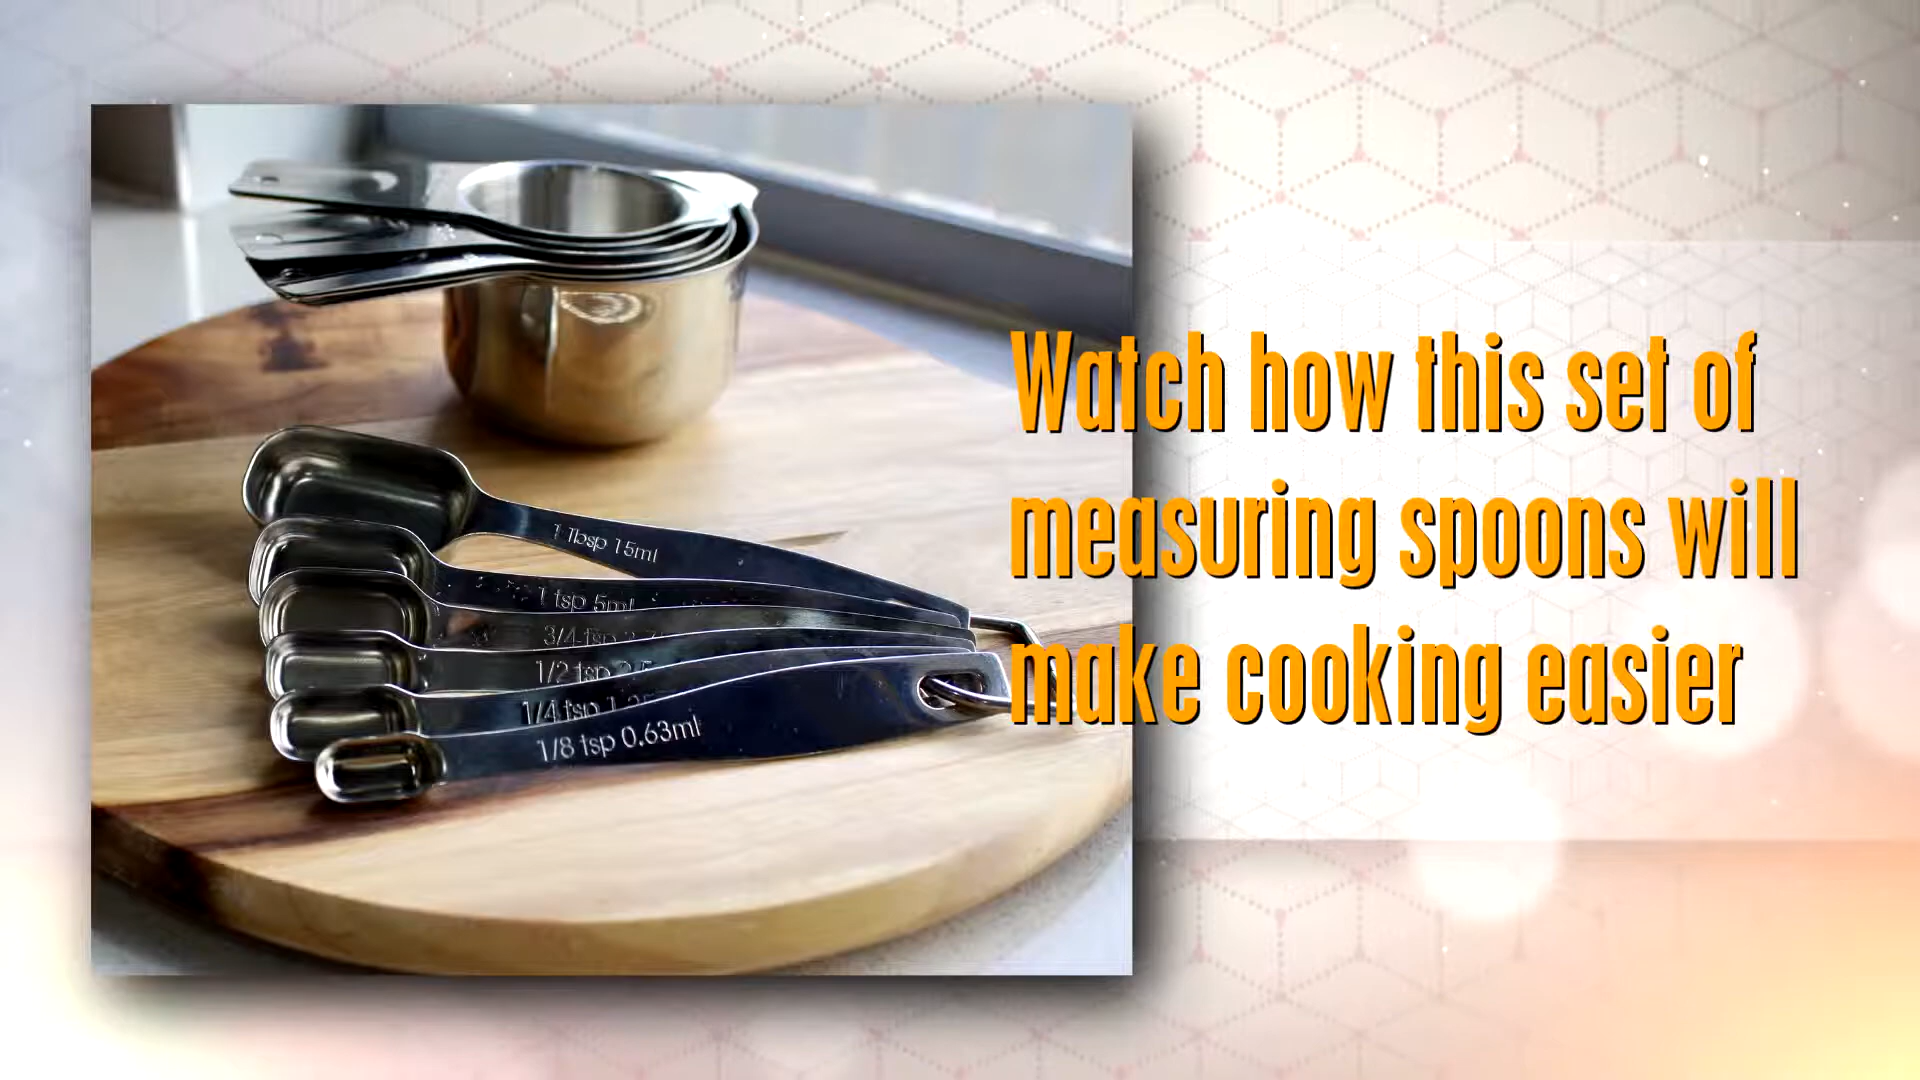 Watch how this set of
measuring spoons will
make cooking easier
1 Tbsp 15ml
1 tsp 5ml
3/4 tsp
1/2 tsp
1/4 tsp
1/8 tsp 0.63ml